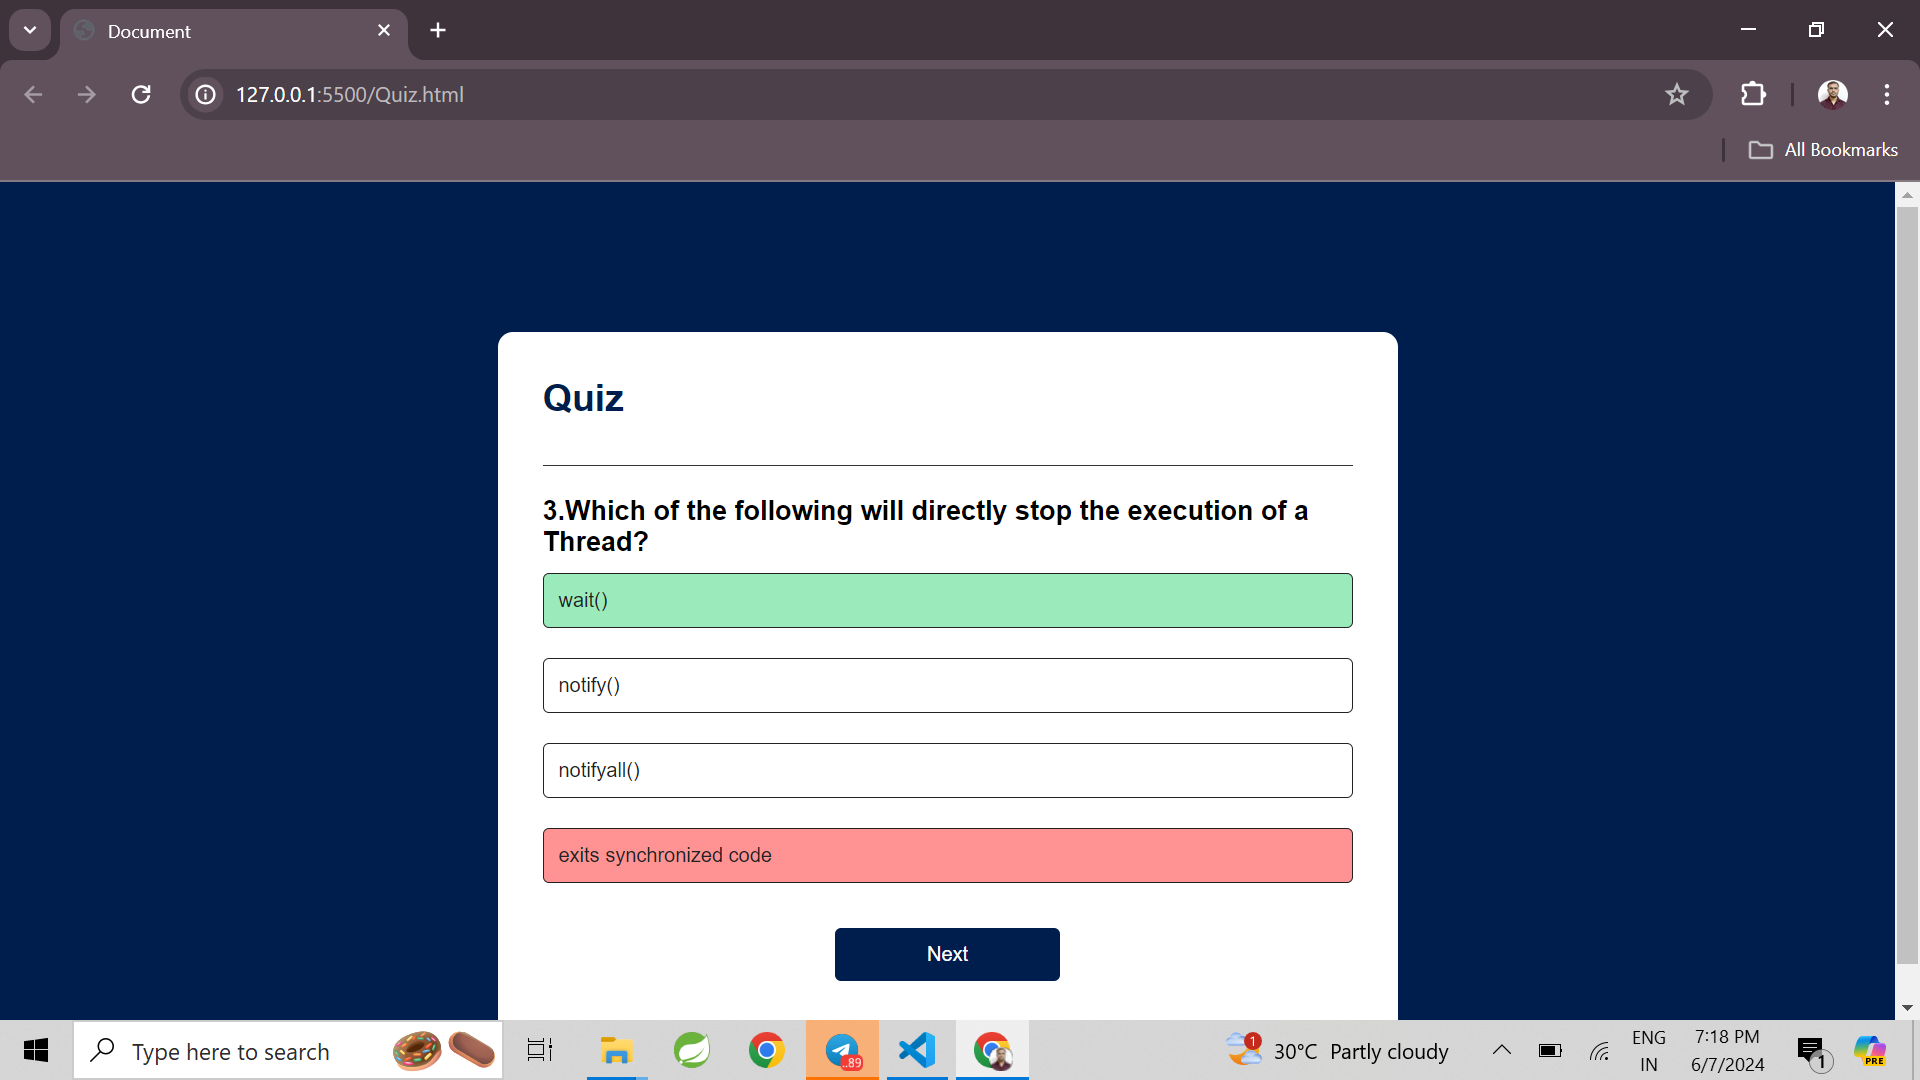 Document
127.0.0.1:5500/Quiz.html
All Bookmarks
Quiz
3.Which of the following will directly stop the execution of a
Thread?
wait()
notify()
notifyall()
exits synchronized code
Next
Type here to search
..89
1
30°C Partly cloudy
ENG
IN
7:18 PM
6/7/2024
1
PRE